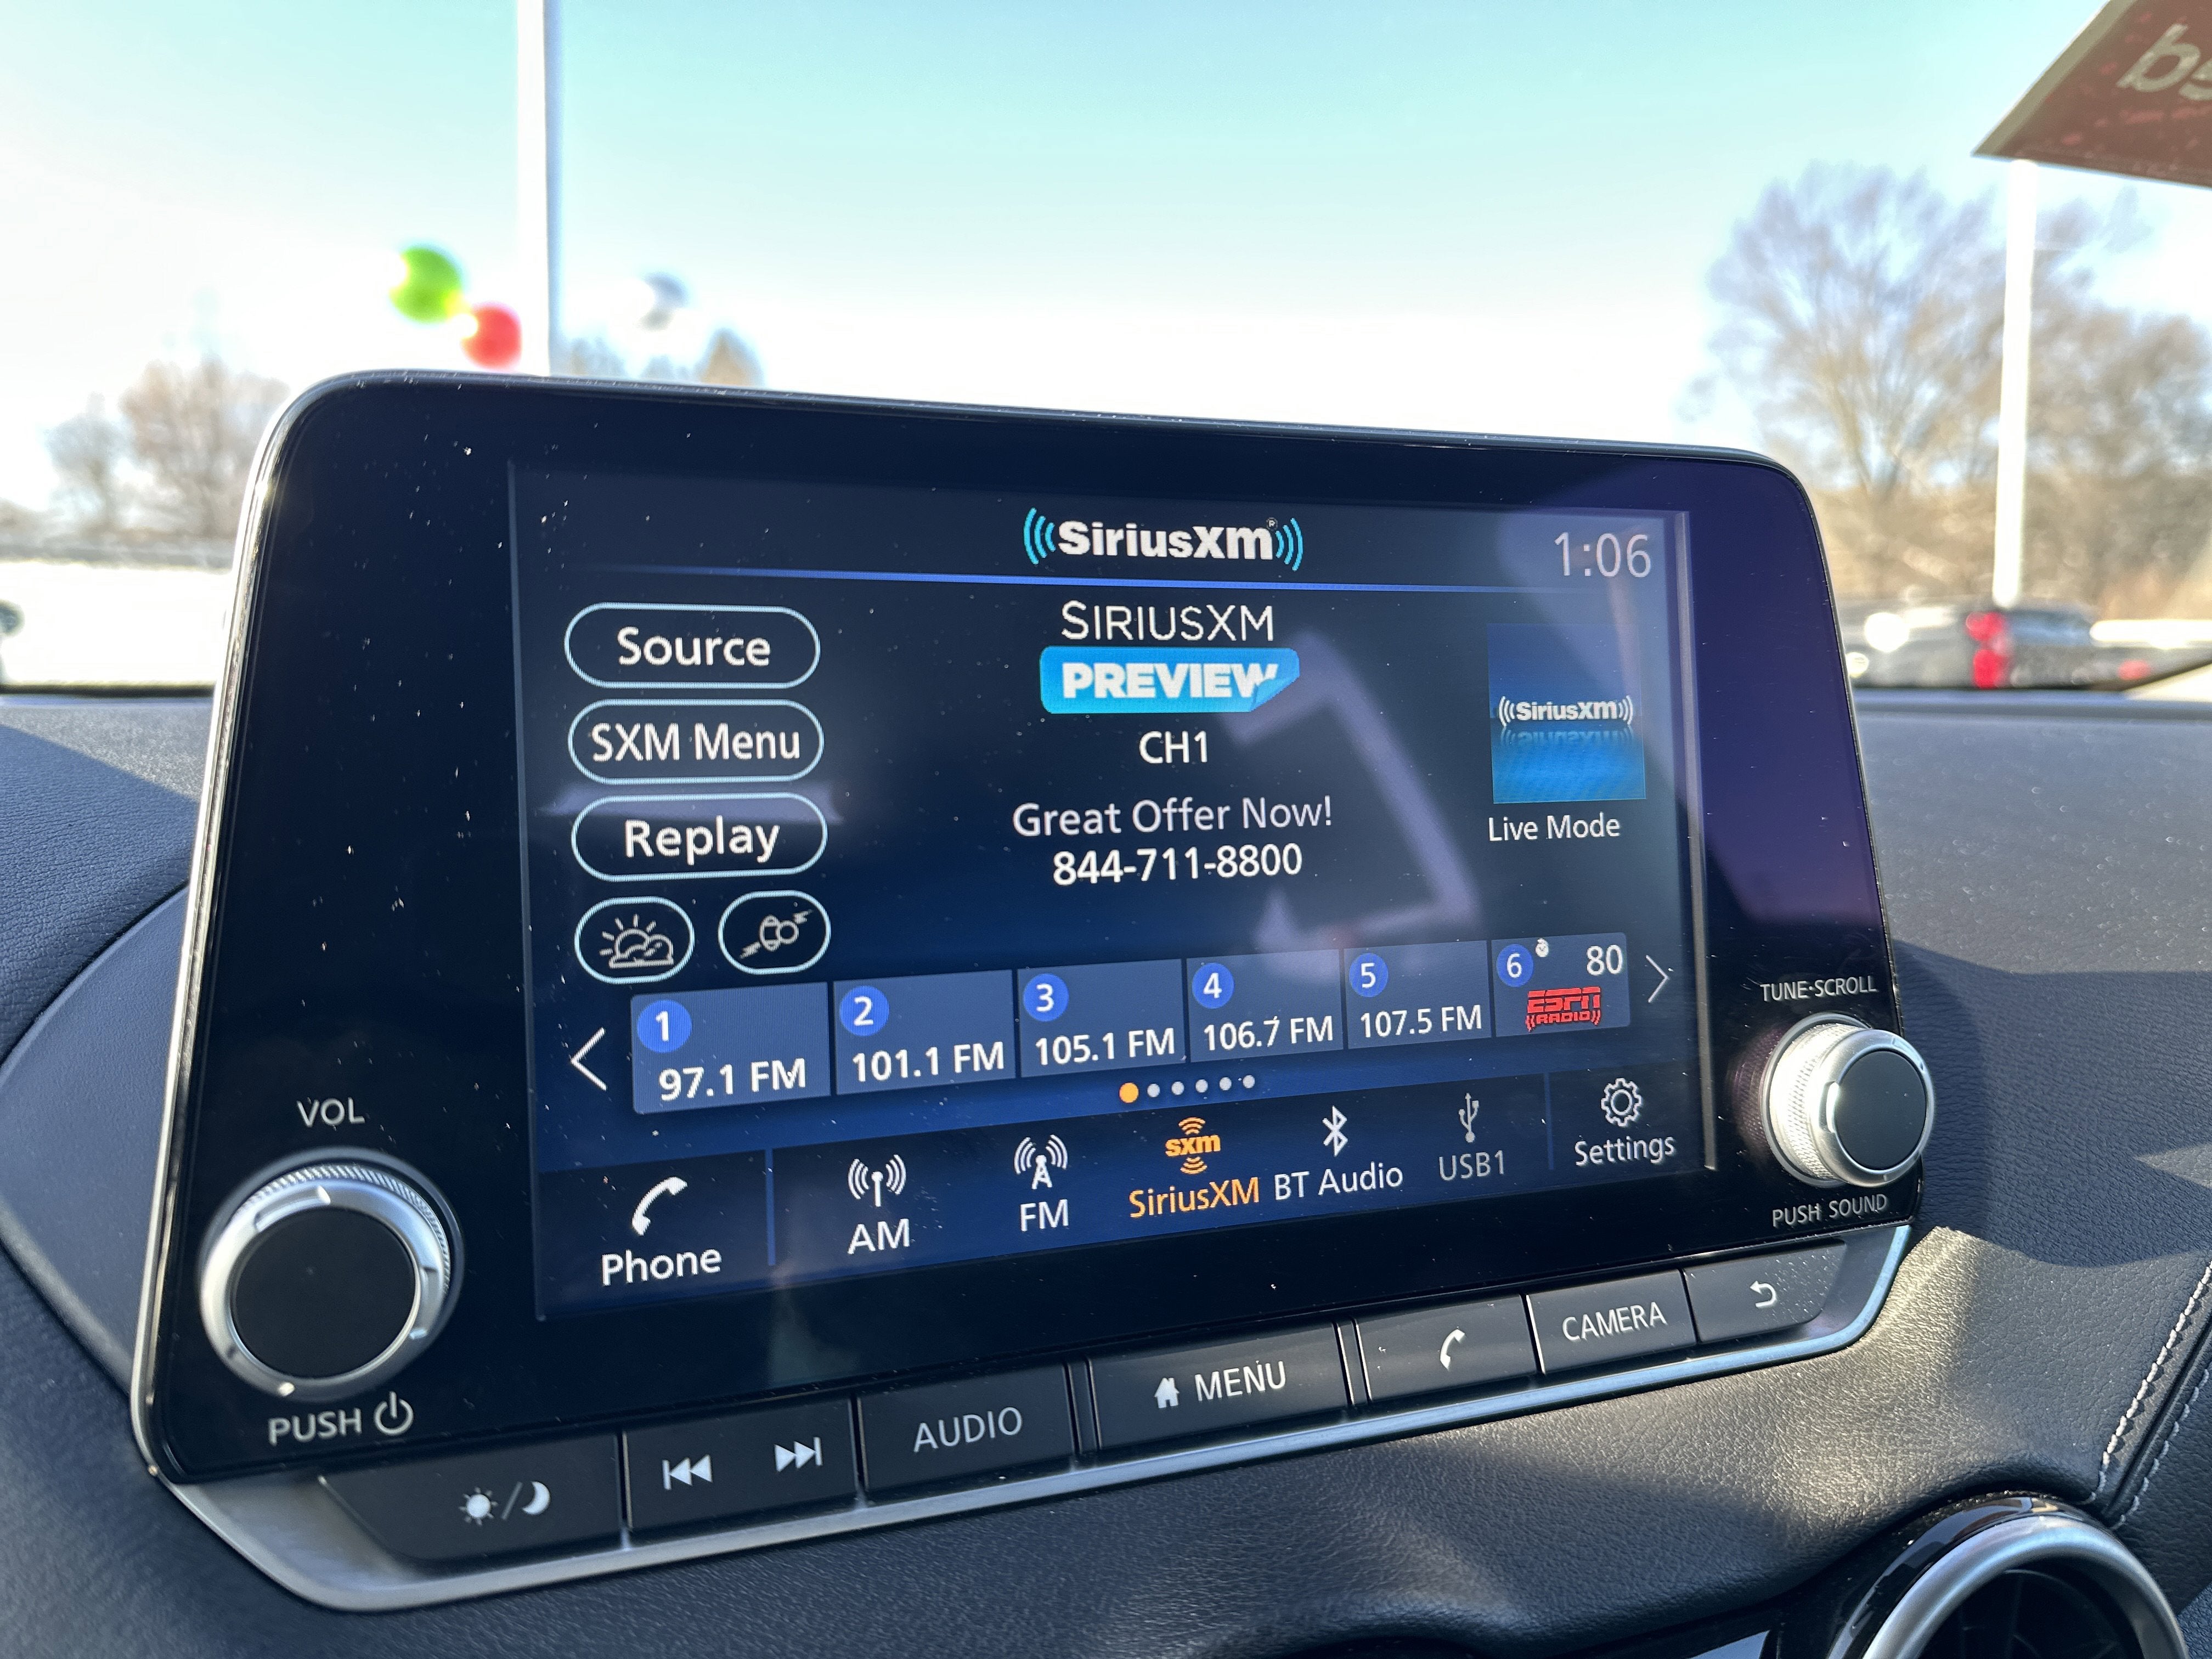 SiriusXM®
1:06
Source
SIRIUSXM
PREVIEW
SXM Menu
CH1
SiriusXM
Replay
Great Offer Now!
844-711-8800
Live Mode
1
97.1 FM
2
101.1 FM
3
105.1 FM
4
106.7 FM
5
107.5 FM
6
80
ESPN
RADIO
TUNE•SCROLL
VOL
Phone
AM
FM
sxm
SiriusXM
BT Audio
USB1
Settings
PUSH SOUND
PUSH
AUDIO
MENU
CAMERA